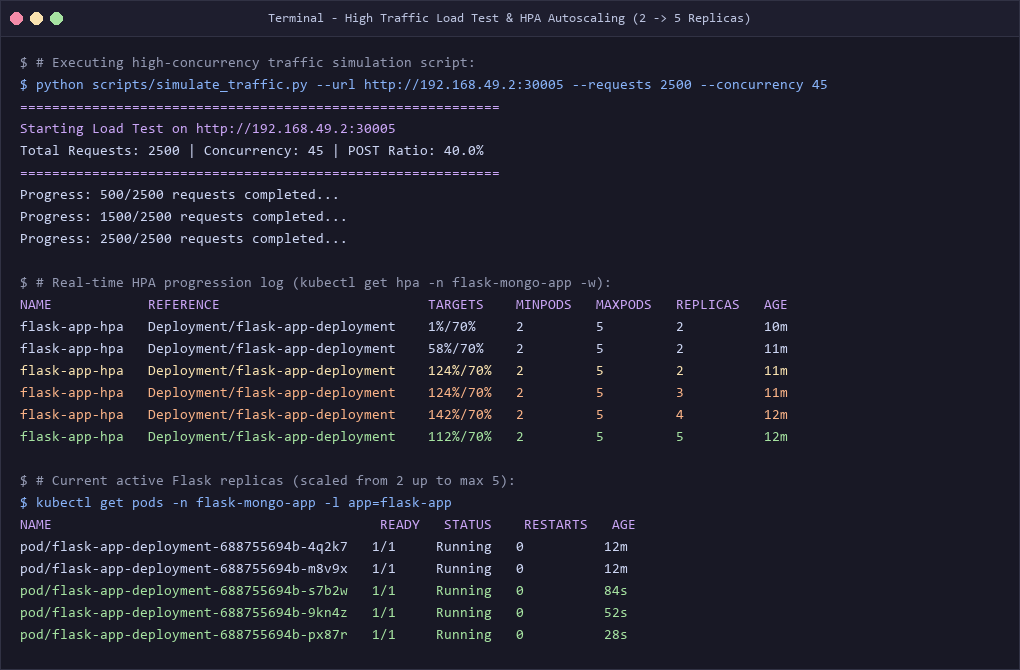 Terminal - High Traffic Load Test & HPA Autoscaling (2 -> 5 Replicas)
$ # Executing high-concurrency traffic simulation script:
$ python scripts/simulate_traffic.py --url http://192.168.49.2:30005 --requests 2500 --concurrency 45
============================================================
Starting Load Test on http://192.168.49.2:30005
Total Requests: 2500 | Concurrency: 45 | POST Ratio: 40.0%
============================================================
Progress: 500/2500 requests completed...
Progress: 1500/2500 requests completed...
Progress: 2500/2500 requests completed...
$ # Real-time HPA progression log (kubectl get hpa -n flask-mongo-app -w):
NAME            REFERENCE                          TARGETS    MINPODS   MAXPODS   REPLICAS   AGE
flask-app-hpa   Deployment/flask-app-deployment    1%/70%     2         5         2          10m
flask-app-hpa   Deployment/flask-app-deployment    58%/70%    2         5         2          11m
flask-app-hpa   Deployment/flask-app-deployment    124%/70%   2         5         2          11m
flask-app-hpa   Deployment/flask-app-deployment    124%/70%   2         5         3          11m
flask-app-hpa   Deployment/flask-app-deployment    142%/70%   2         5         4          12m
flask-app-hpa   Deployment/flask-app-deployment    112%/70%   2         5         5          12m
$ # Current active Flask replicas (scaled from 2 up to max 5):
$ kubectl get pods -n flask-mongo-app -l app=flask-app
NAME                                         READY   STATUS    RESTARTS   AGE
pod/flask-app-deployment-688755694b-4q2k7   1/1     Running   0          12m
pod/flask-app-deployment-688755694b-m8v9x   1/1     Running   0          12m
pod/flask-app-deployment-688755694b-s7b2w   1/1     Running   0          84s
pod/flask-app-deployment-688755694b-9kn4z   1/1     Running   0          52s
pod/flask-app-deployment-688755694b-px87r   1/1     Running   0          28s